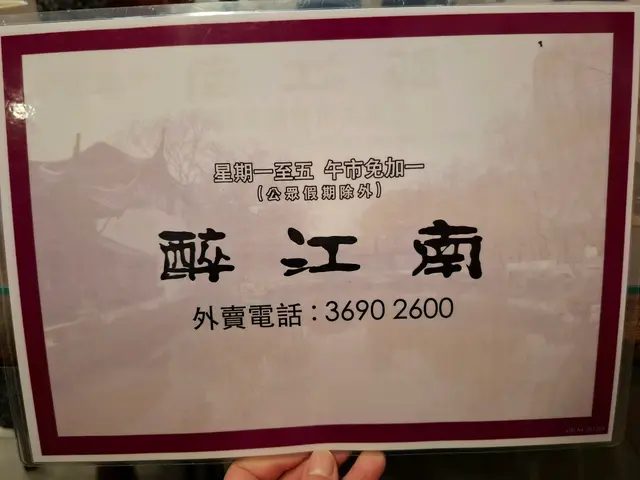 星期一至五 午市免加一
(公眾假期除外)
醉江南
外賣電話：3690 2600